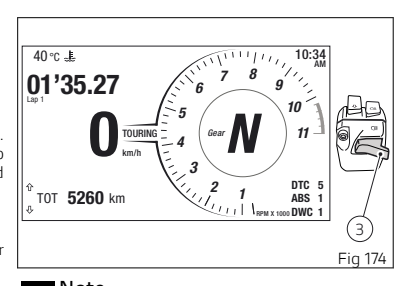 40 °C
10:34
AM
01'35.27
Lap 1
0
TOURING
km/h
Gear N
1
2
3
4
5
6
7
8
9
10
11
RPM X 1000
TOT 5260 km
DTC 5
ABS 1
DWC 1
3
Fig 174
Note